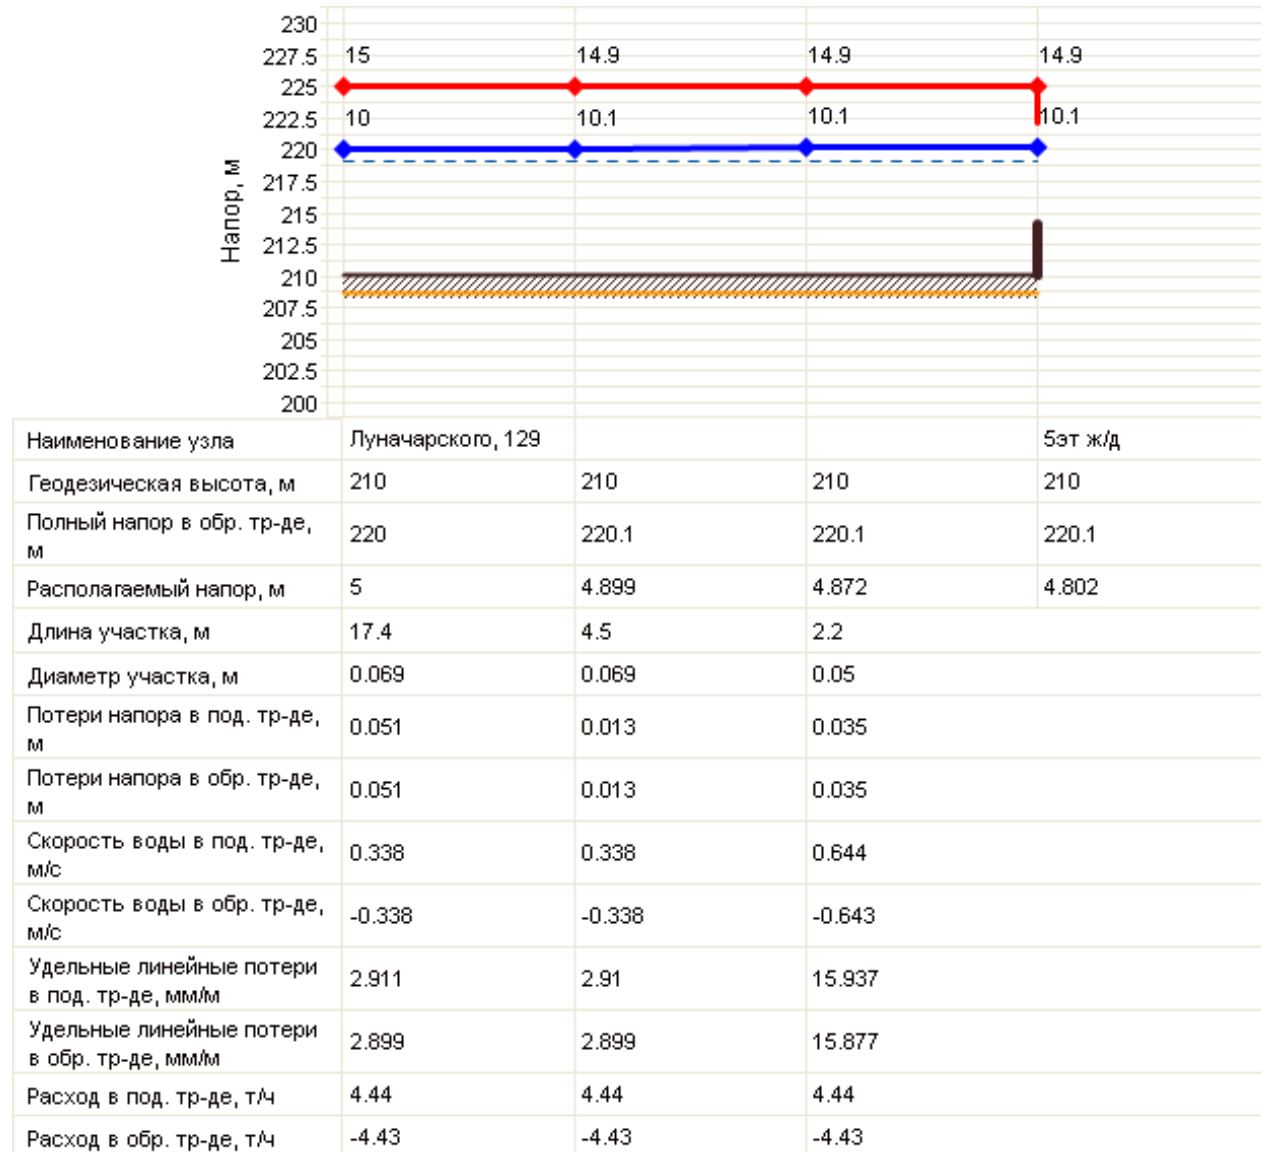 230
227.5 15 14.9 14.9 14.9
225
222.5 10 10.1 10.1 10.1
220
217.5
215
212.5
210
207.5
205
202.5
200
Напор, м
Наименование узла Луначарского, 129 5эт ж/д
Геодезическая высота, м 210 210 210 210
Полный напор в обр. тр-де,
м 220 220.1 220.1 220.1
Располагаемый напор, м 5 4.899 4.872 4.802
Длина участка, м 17.4 4.5 2.2
Диаметр участка, м 0.069 0.069 0.05
Потери напора в под. тр-де,
м 0.051 0.013 0.035
Потери напора в обр. тр-де,
м 0.051 0.013 0.035
Скорость воды в под. тр-де,
м/с 0.338 0.338 0.644
Скорость воды в обр. тр-де,
м/с -0.338 -0.338 -0.643
Удельные линейные потери
в под. тр-де, мм/м 2.911 2.91 15.937
Удельные линейные потери
в обр. тр-де, мм/м 2.899 2.899 15.877
Расход в под. тр-де, т/ч 4.44 4.44 4.44
Расход в обр. тр-де, т/ч -4.43 -4.43 -4.43